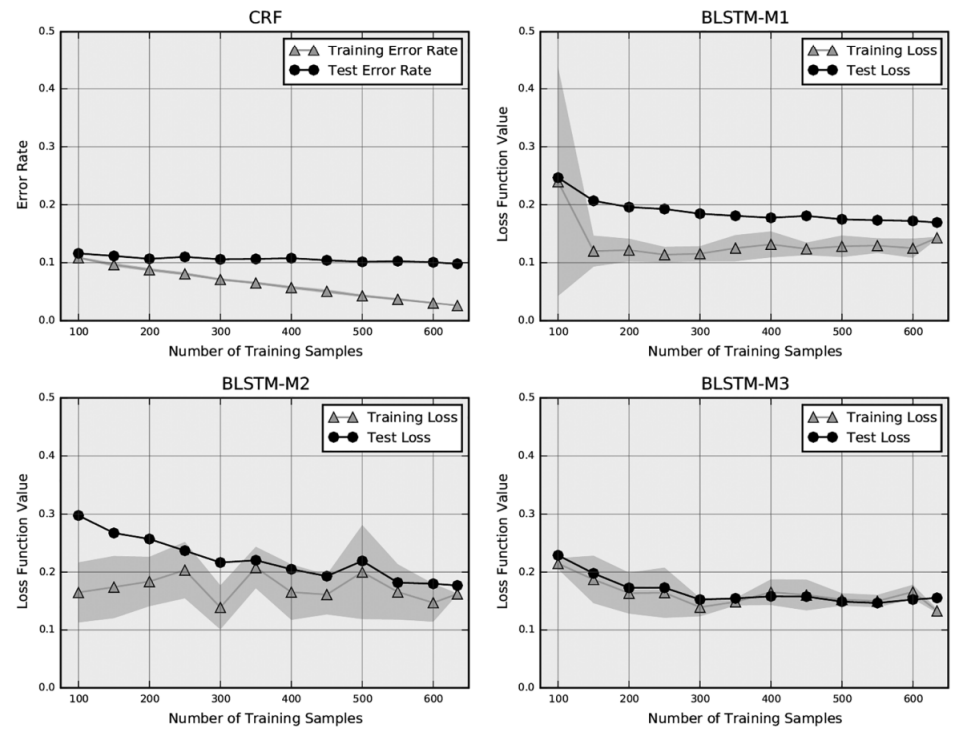 CRF
0.5
0.4
0.3
0.2
0.1
0.0
Error Rate
Training Error Rate
Test Error Rate
100 200 300 400 500 600
Number of Training Samples
BLSTM-M1
0.5
0.4
0.3
0.2
0.1
0.0
Loss Function Value
Training Loss
Test Loss
100 200 300 400 500 600
Number of Training Samples
BLSTM-M2
0.5
0.4
0.3
0.2
0.1
0.0
Loss Function Value
Training Loss
Test Loss
100 200 300 400 500 600
Number of Training Samples
BLSTM-M3
0.5
0.4
0.3
0.2
0.1
0.0
Loss Function Value
Training Loss
Test Loss
100 200 300 400 500 600
Number of Training Samples